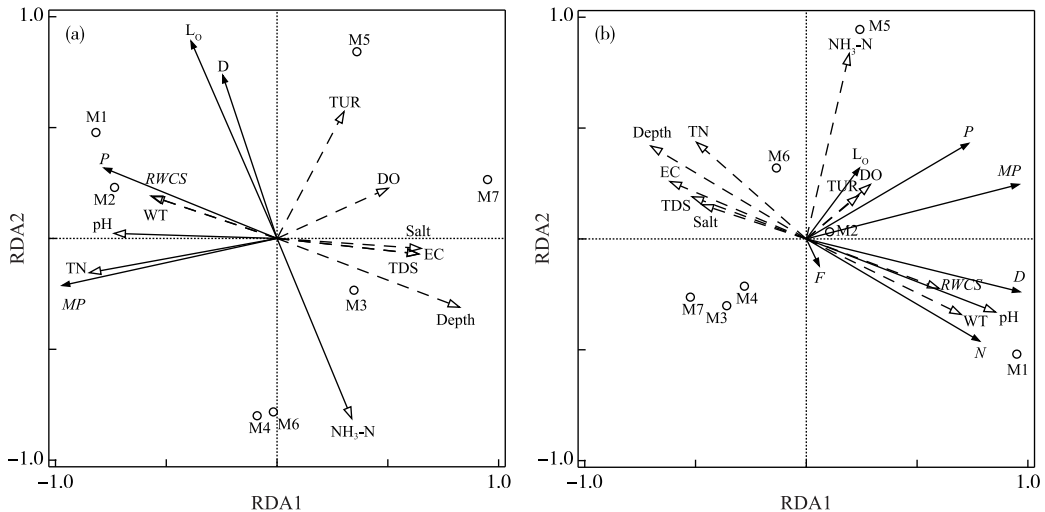 1.0
(a)
L_O
D
M5
TUR
M1
P
RWCS
M2
WT
DO
M7
pH
Salt
EC
TDS
TN
MP
M3
Depth
M4
M6
NH₃-N
−1.0
−1.0
1.0
RDA1
RDA2
1.0
(b)
M5
NH₃-N
Depth
TN
P
M6
L_O
DO
MP
EC
TUR
TDS
Salt
M2
F
D
RWCS
M4
M7
M3
WT
pH
N
M1
−1.0
−1.0
1.0
RDA1
RDA2